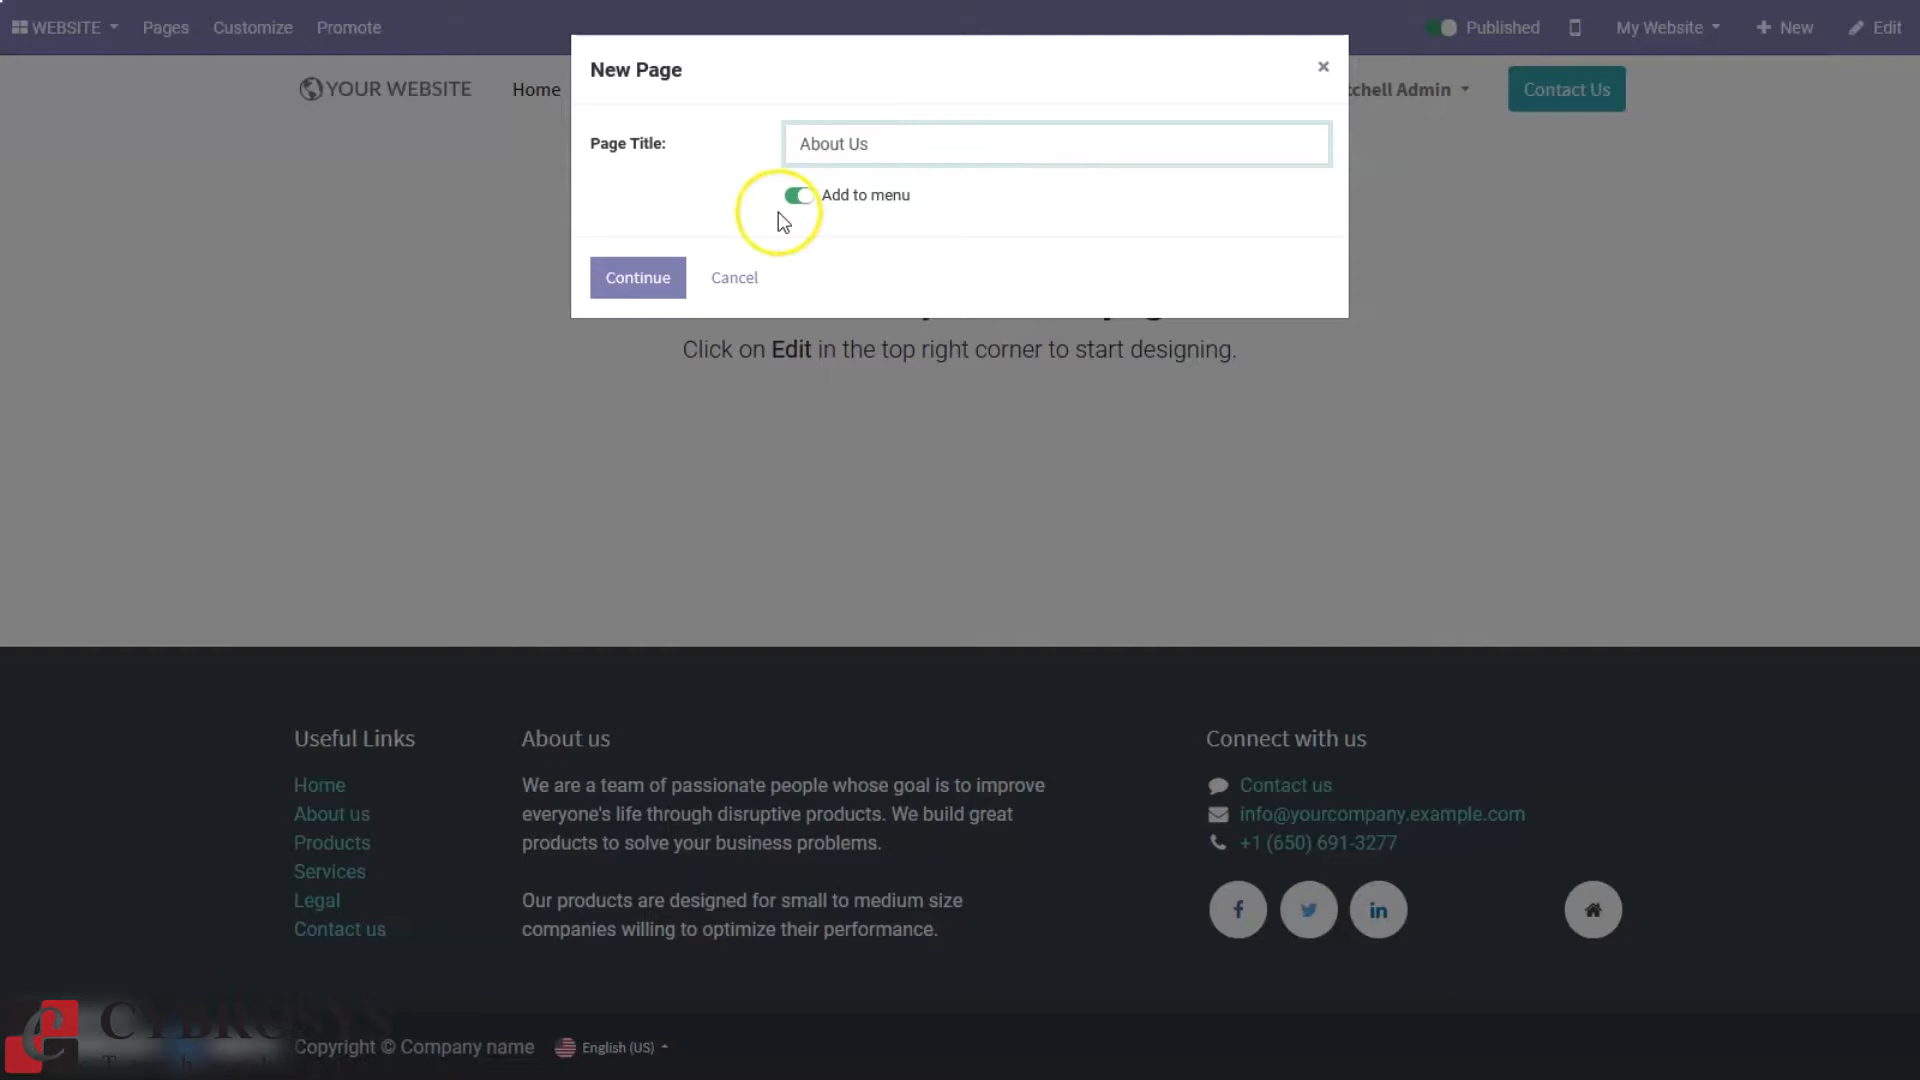 WEBSITE Pages Customize Promote Published My Website New Edit
New Page ×
YOUR WEBSITE Home Admin Contact Us
Page Title: About Us
Add to menu
Continue Cancel
Click on Edit in the top right corner to start designing.
Useful Links
Home
About us
Products
Services
Legal
Contact us
About us
We are a team of passionate people whose goal is to improve
everyone's life through disruptive products. We build great
products to solve your business problems.
Our products are designed for small to medium size
companies willing to optimize their performance.
Connect with us
Contact us
info@yourcompany.example.com
+1 (650) 691-3277
CYBROSYS
Copyright © Company name English (US)